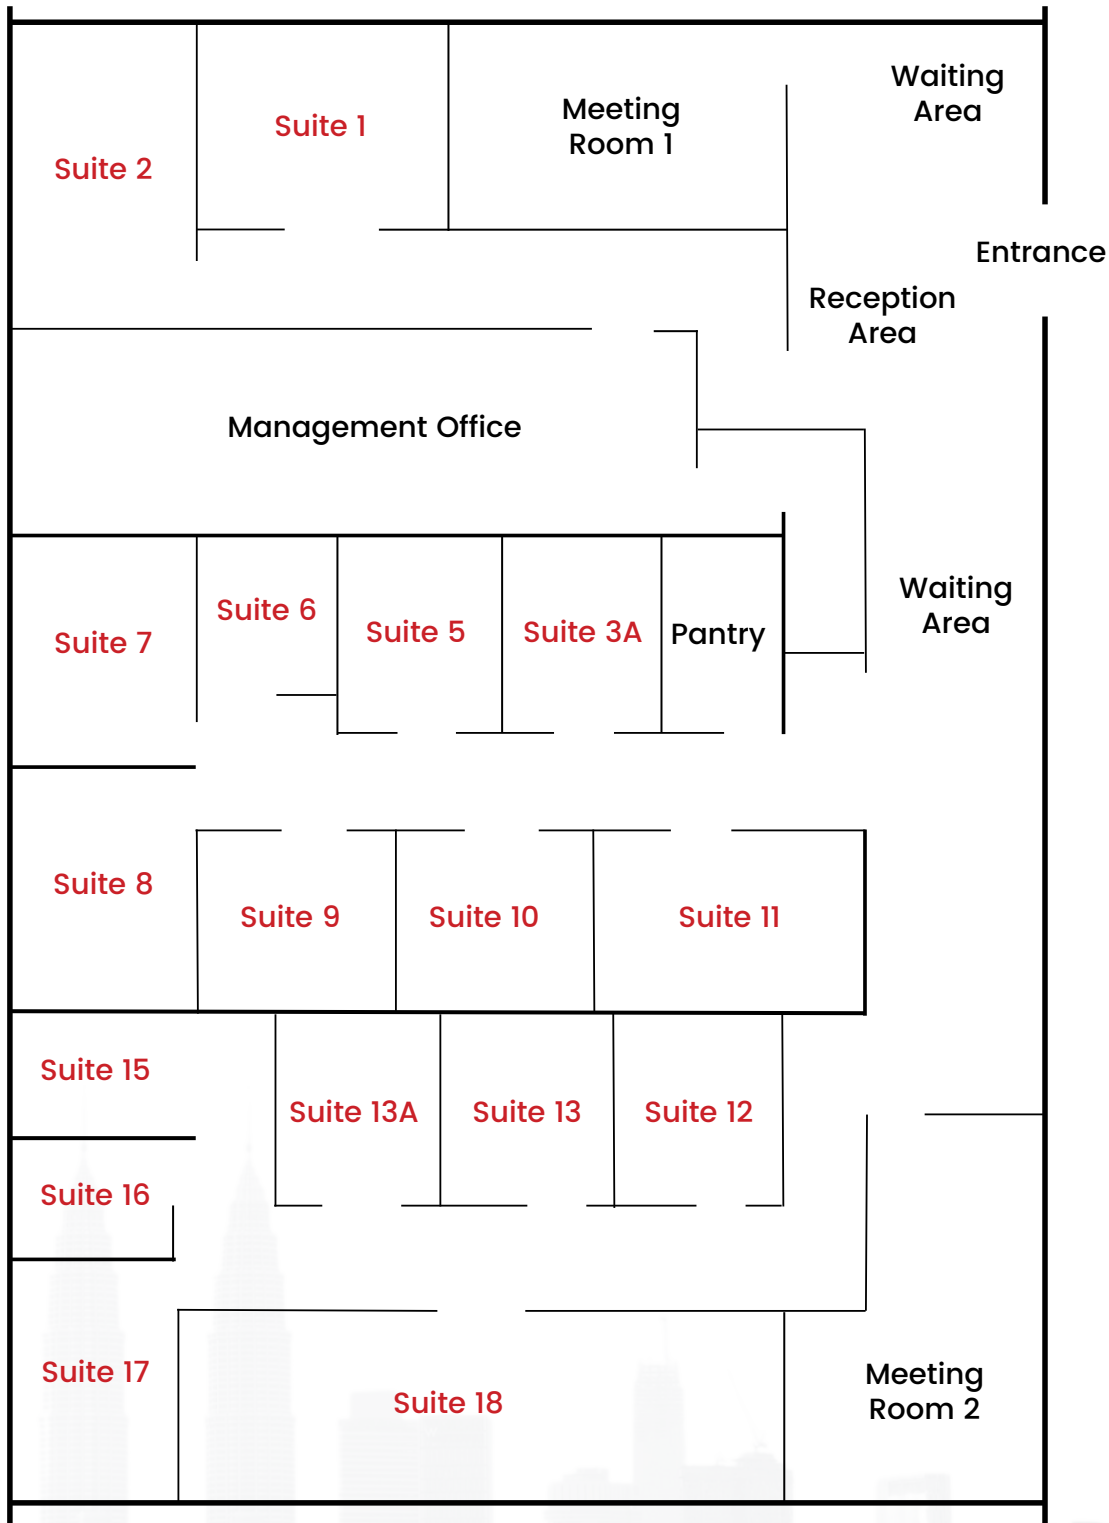 Waiting
Area
Meeting
Room 1
Suite 1
Suite 2
Entrance
Reception
Area
Management Office
Waiting
Area
Suite 6
Suite 5
Suite 3A
Pantry
Suite 7
Suite 8
Suite 9
Suite 10
Suite 11
Suite 15
Suite 13A
Suite 13
Suite 12
Suite 16
Suite 17
Suite 18
Meeting
Room 2